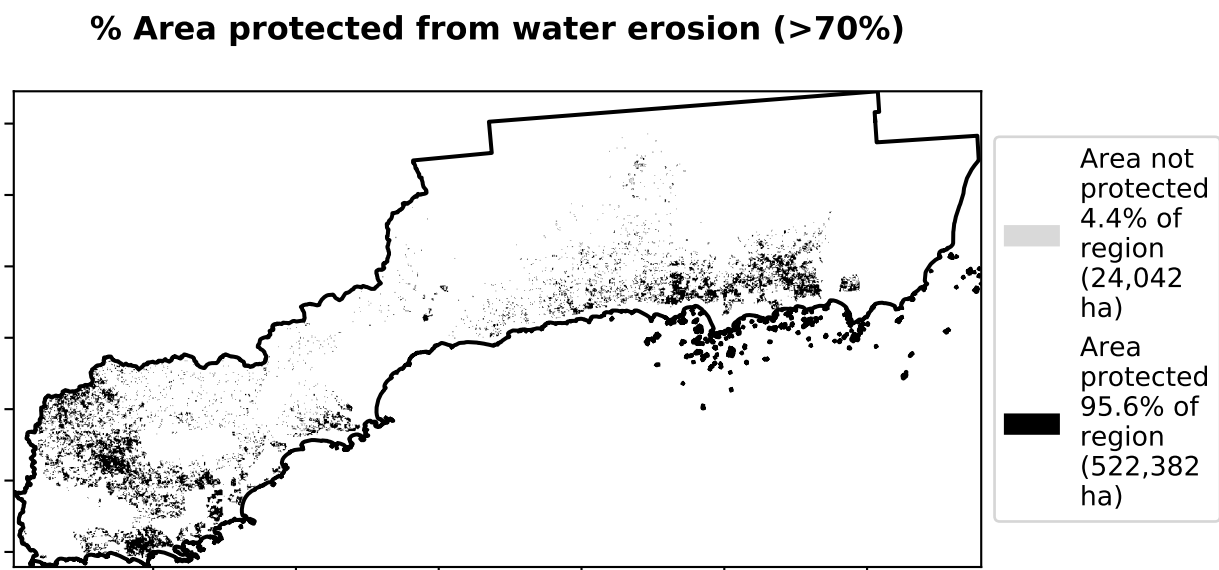 % Area protected from water erosion (>70%)
Area not
protected
4.4% of
region
(24,042
ha)
Area
protected
95.6% of
region
(522,382
ha)